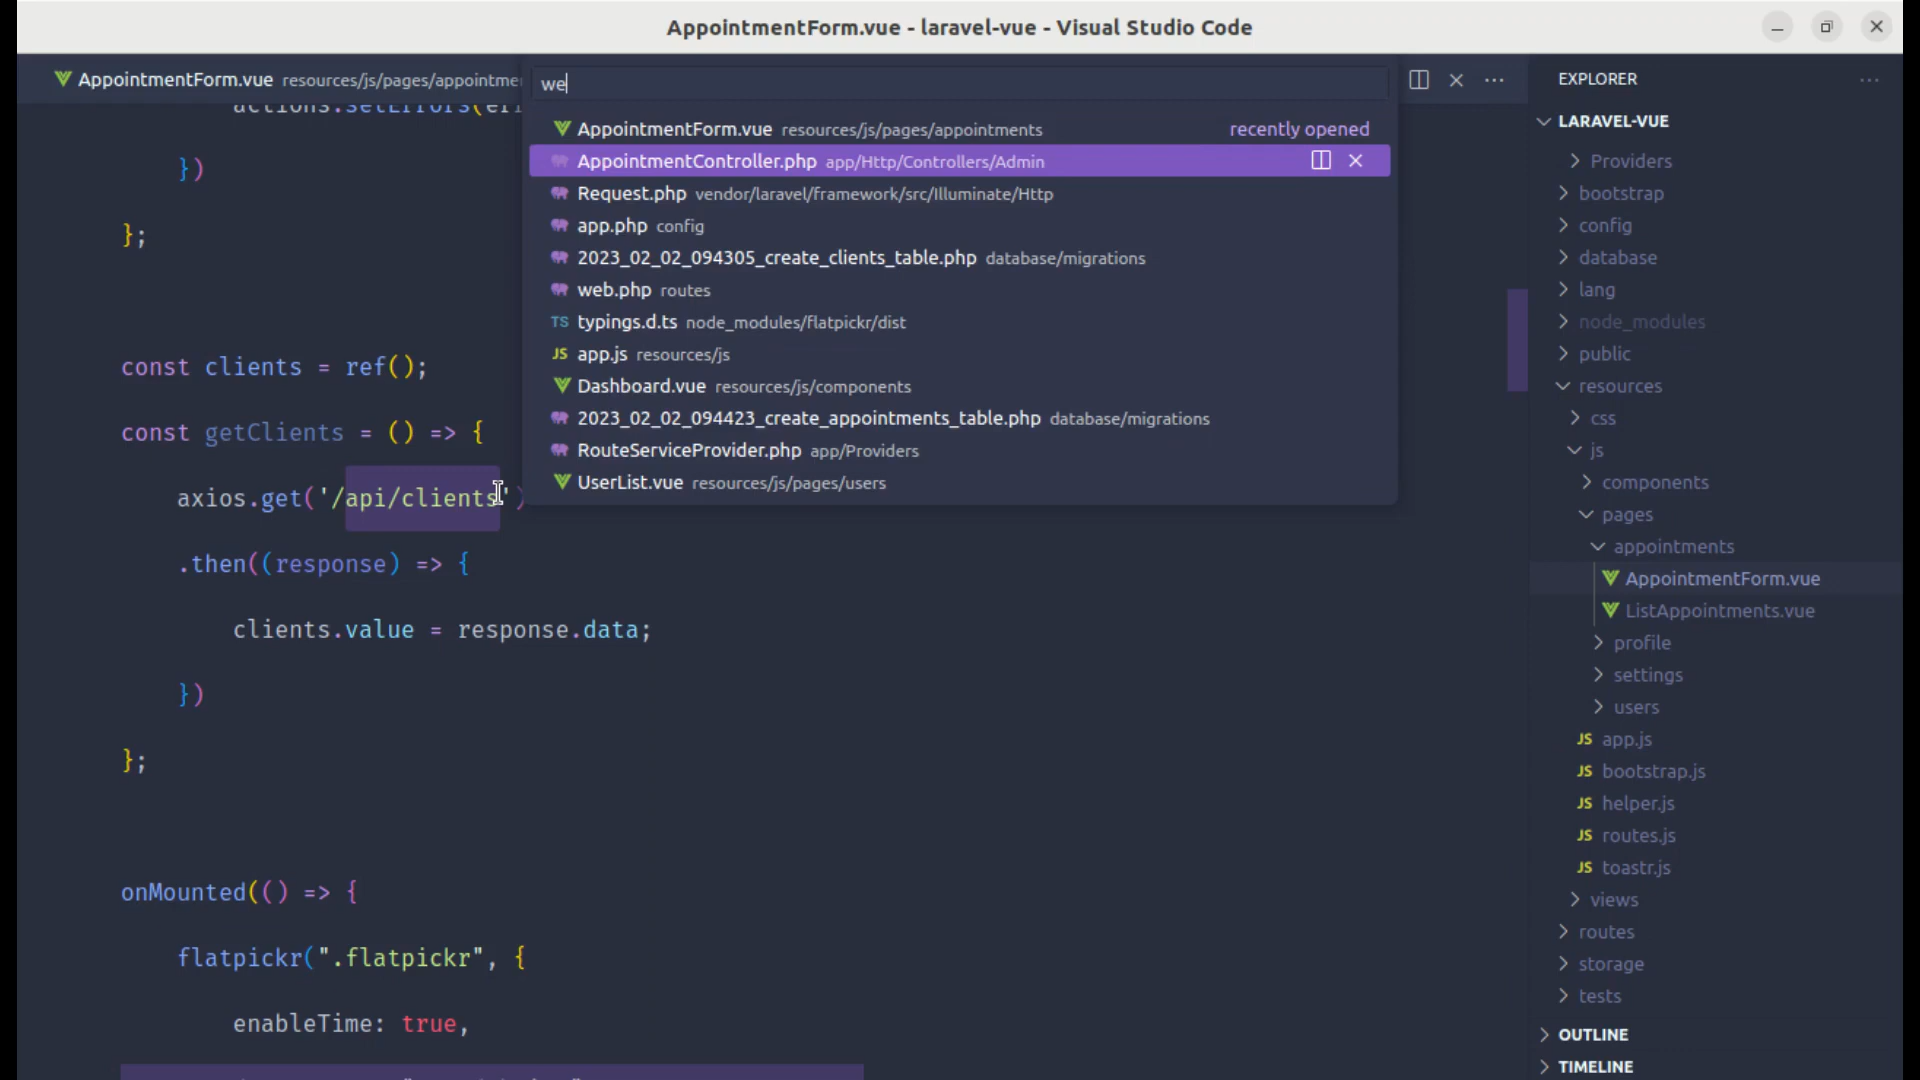 AppointmentForm.vue - laravel-vue - Visual Studio Code
AppointmentForm.vue resources/js/pages/appointme
we
AppointmentForm.vue resources/js/pages/appointments recently opened
AppointmentController.php app/Http/Controllers/Admin
Request.php vendor/laravel/framework/src/Illuminate/Http
app.php config
2023_02_02_094305_create_clients_table.php database/migrations
web.php routes
TS typings.d.ts node_modules/flatpickr/dist
JS app.js resources/js
Dashboard.vue resources/js/components
2023_02_02_094423_create_appointments_table.php database/migrations
RouteServiceProvider.php app/Providers
UserList.vue resources/js/pages/users
actions.setErrors(err
})
};
const clients = ref();
const getClients = () => {
axios.get('/api/clients')
.then((response) => {
clients.value = response.data;
})
};
onMounted(() => {
flatpickr(".flatpickr", {
enableTime: true,
EXPLORER
LARAVEL-VUE
Providers
bootstrap
config
database
lang
node_modules
public
resources
css
js
components
pages
appointments
AppointmentForm.vue
ListAppointments.vue
profile
settings
users
JS app.js
JS bootstrap.js
JS helper.js
JS routes.js
JS toastr.js
views
routes
storage
tests
OUTLINE
TIMELINE